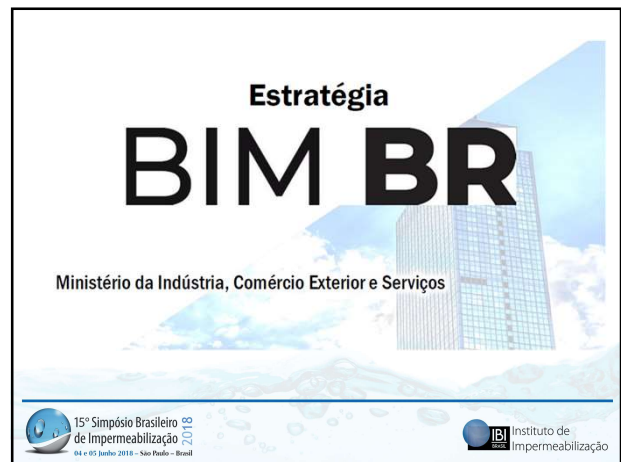 Estratégia
BIM BR
Ministério da Indústria, Comércio Exterior e Serviços
15º Simpósio Brasileiro
de Impermeabilização
2018
04 e 05 Junho 2018 – São Paulo – Brasil
IBI
BRASIL
Instituto de
Impermeabilização